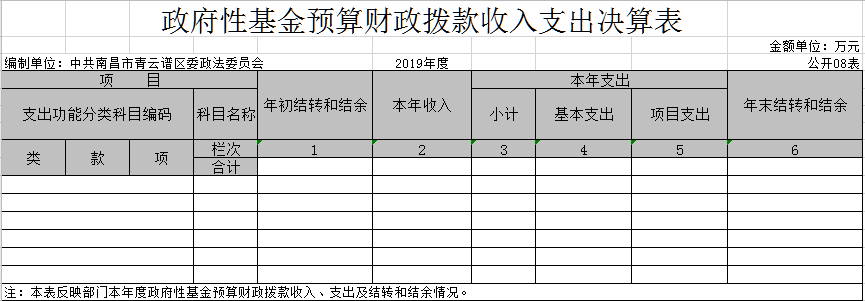 政府性基金预算财政拨款收入支出决算表
金额单位：万元
编制单位：中共南昌市青云谱区委政法委员会 2019年度 公开08表
项 目 年初结转和结余 本年收入 本年支出 年末结转和结余
支出功能分类科目编码 科目名称 小计 基本支出 项目支出
类 款 项 栏次 1 2 3 4 5 6
合计
注：本表反映部门本年度政府性基金预算财政拨款收入、支出及结转和结余情况。